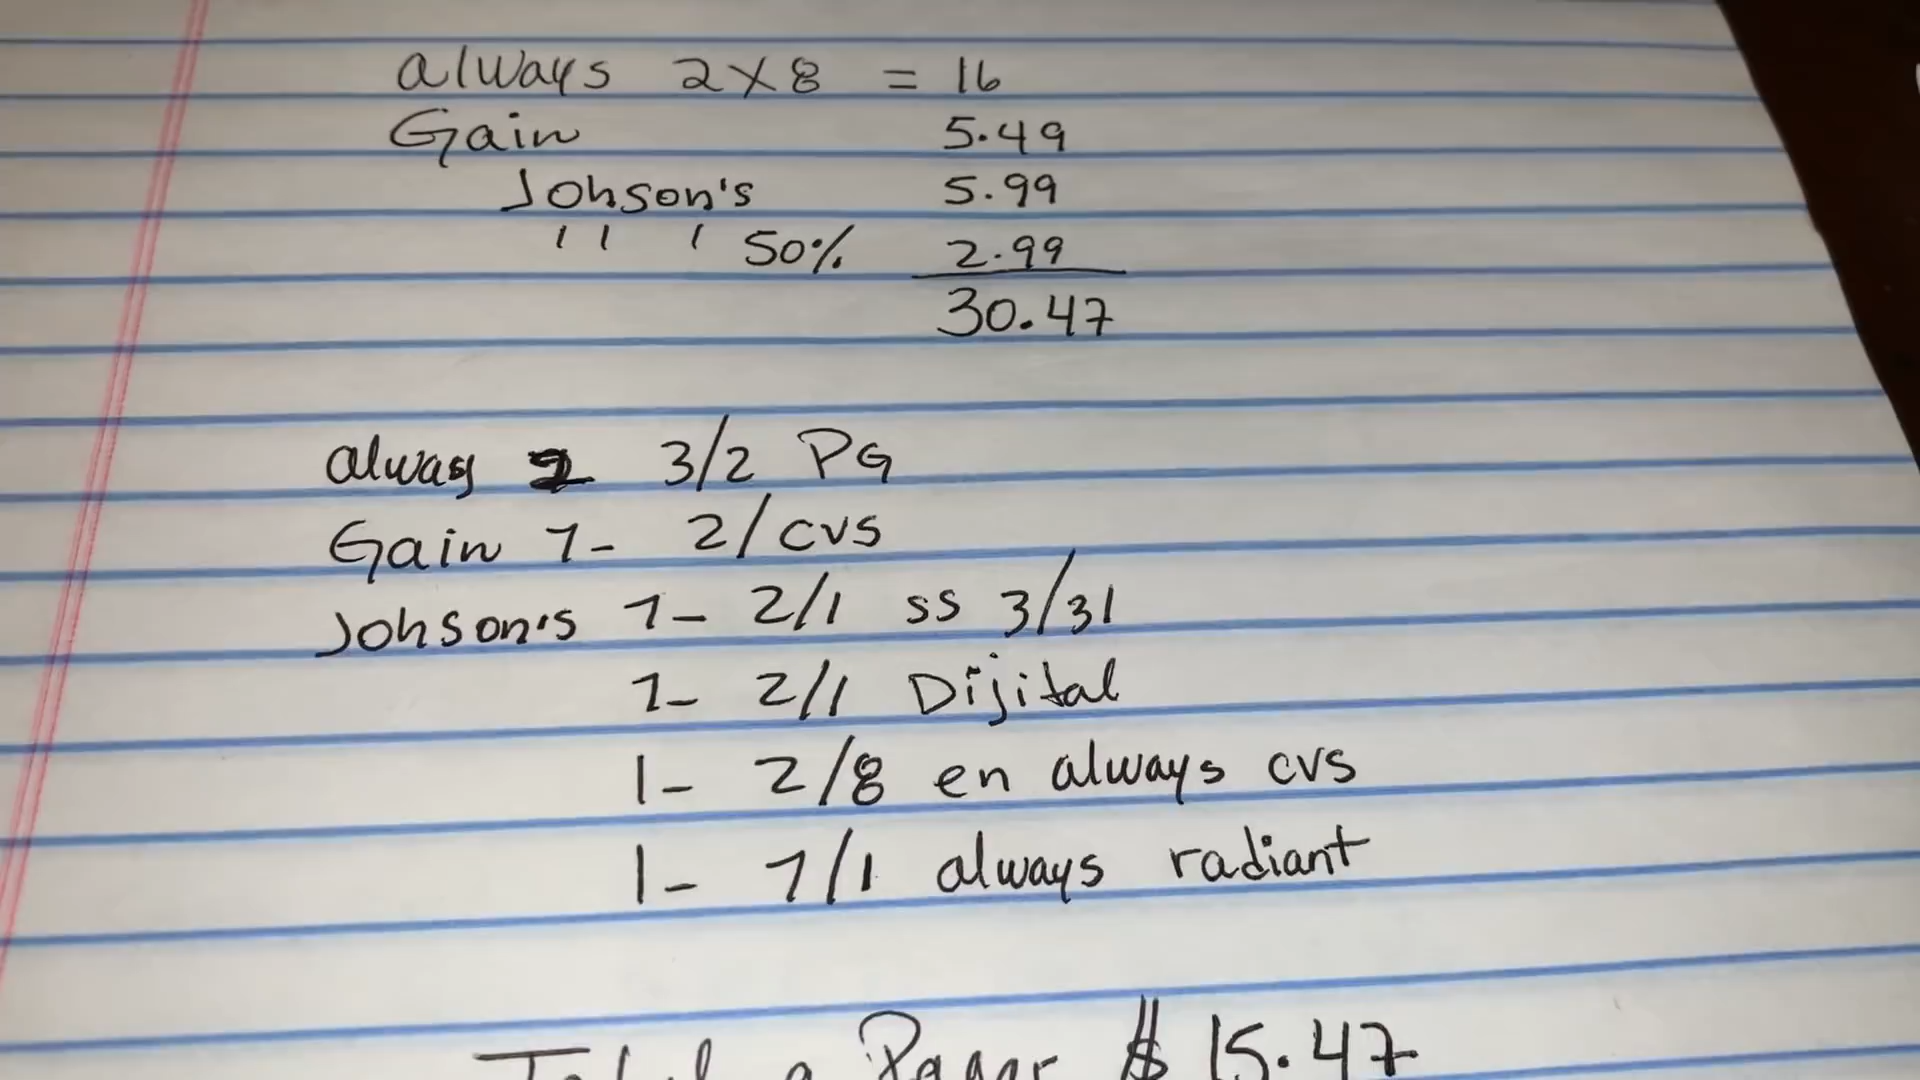 always 2x8 = 16
Gain 5.49
Johson's 5.99
" " 50% 2.99
30.47
alway 2 3/2 PG
Gain 1- 2/cvs
Johson's 1- 2/1 ss 3/31
1- 2/1 Dijital
1- 2/8 en always cvs
1- 1/1 always radiant
Total a Pagar $ 15.47